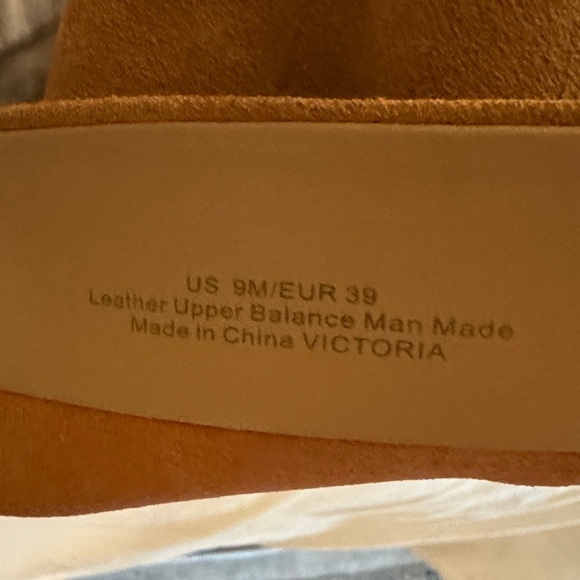 US 9M/EUR 39
Leather Upper Balance Man Made
Made In China VICTORIA